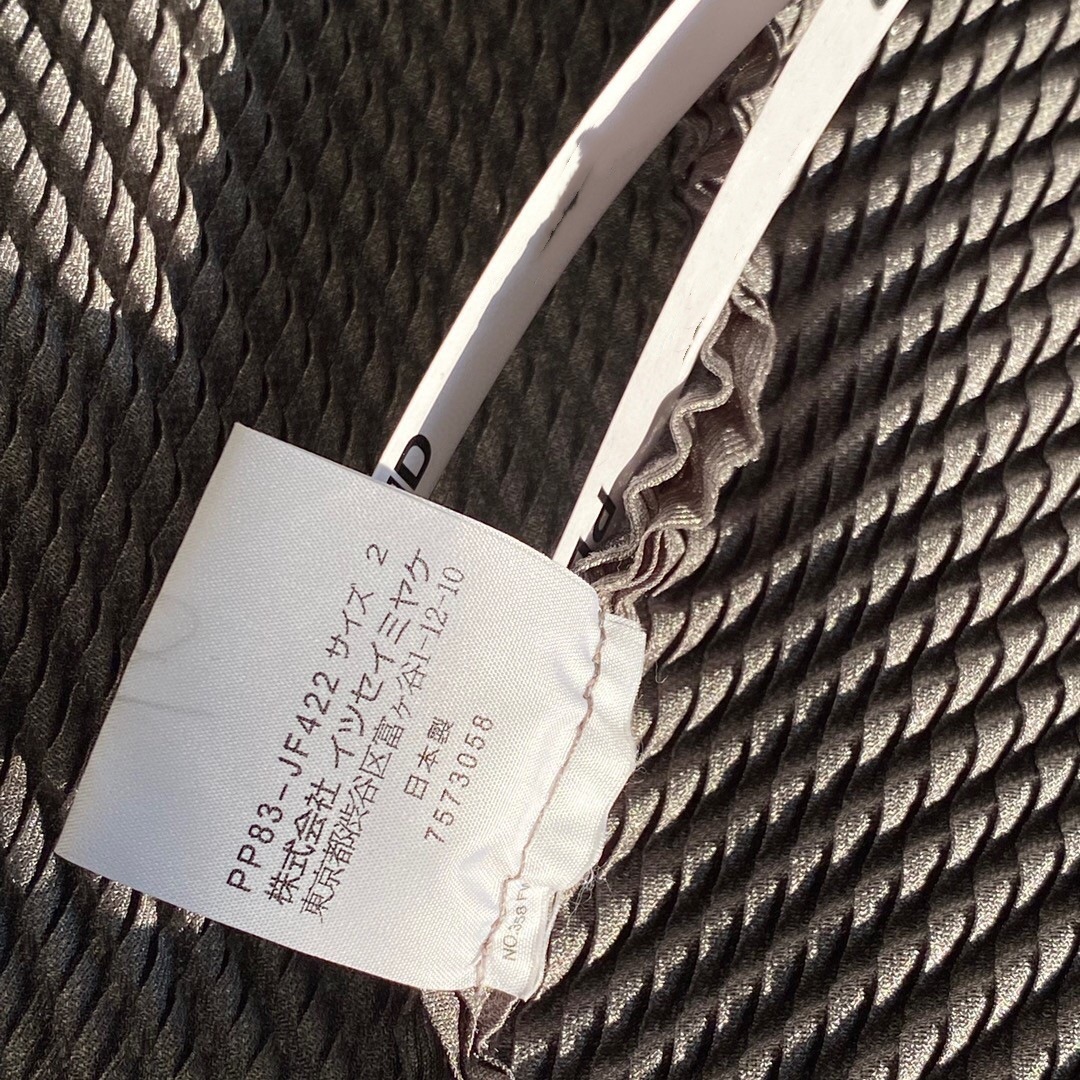 PP83-JF422 サイズ 2
株式会社 イッセイミヤケ
東京都渋谷区富ヶ谷1-12-10
日本製
7573058